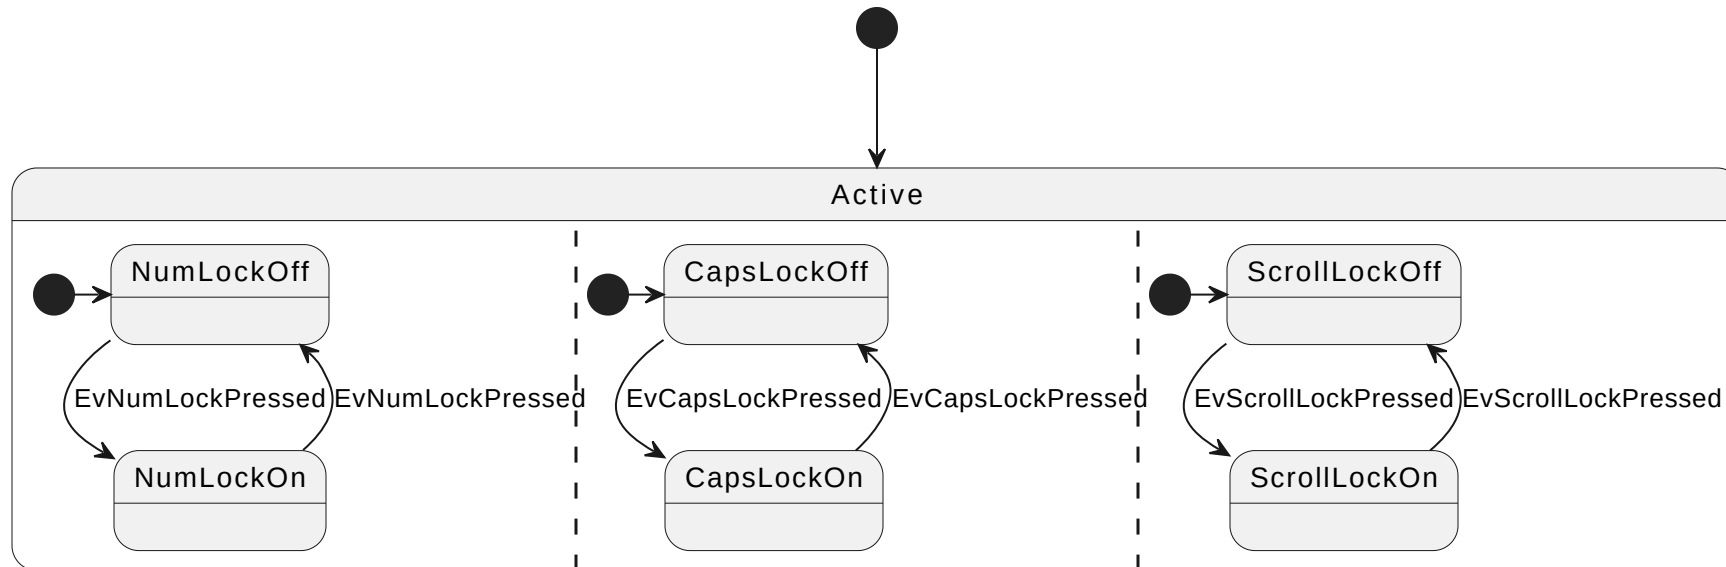 Active
NumLockOff
CapsLockOff
ScrollLockOff
EvNumLockPressed
EvNumLockPressed
EvCapsLockPressed
EvCapsLockPressed
EvScrollLockPressed
EvScrollLockPressed
NumLockOn
CapsLockOn
ScrollLockOn